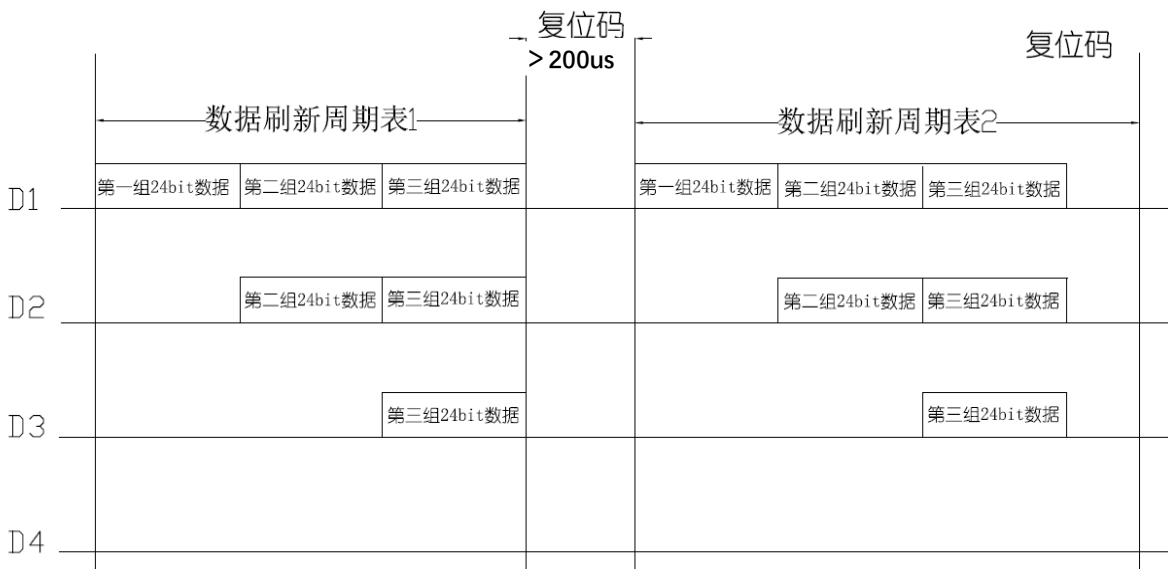 复位码
＞200us
复位码
数据刷新周期表1
数据刷新周期表2
D1 第一组24bit数据 第二组24bit数据 第三组24bit数据 第一组24bit数据 第二组24bit数据 第三组24bit数据
D2 第二组24bit数据 第三组24bit数据 第二组24bit数据 第三组24bit数据
D3 第三组24bit数据 第三组24bit数据
D4